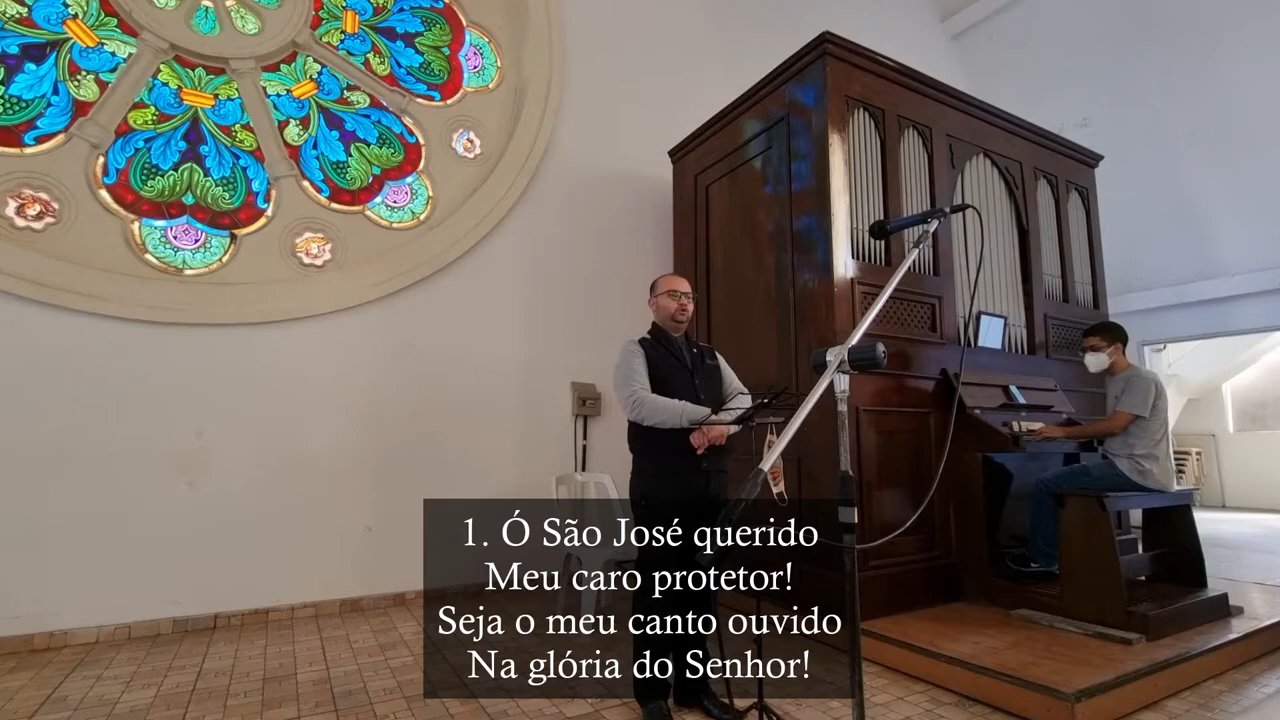 1. Ó São José querido
Meu caro protetor!
Seja o meu canto ouvido
Na glória do Senhor!